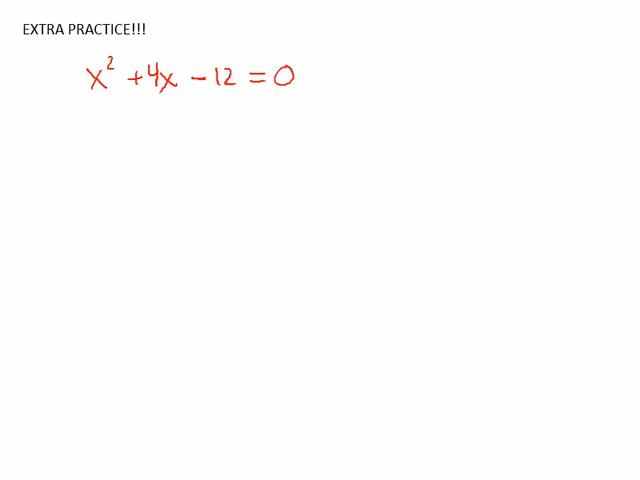 EXTRA PRACTICE!!!
x² + 4x - 12 = 0